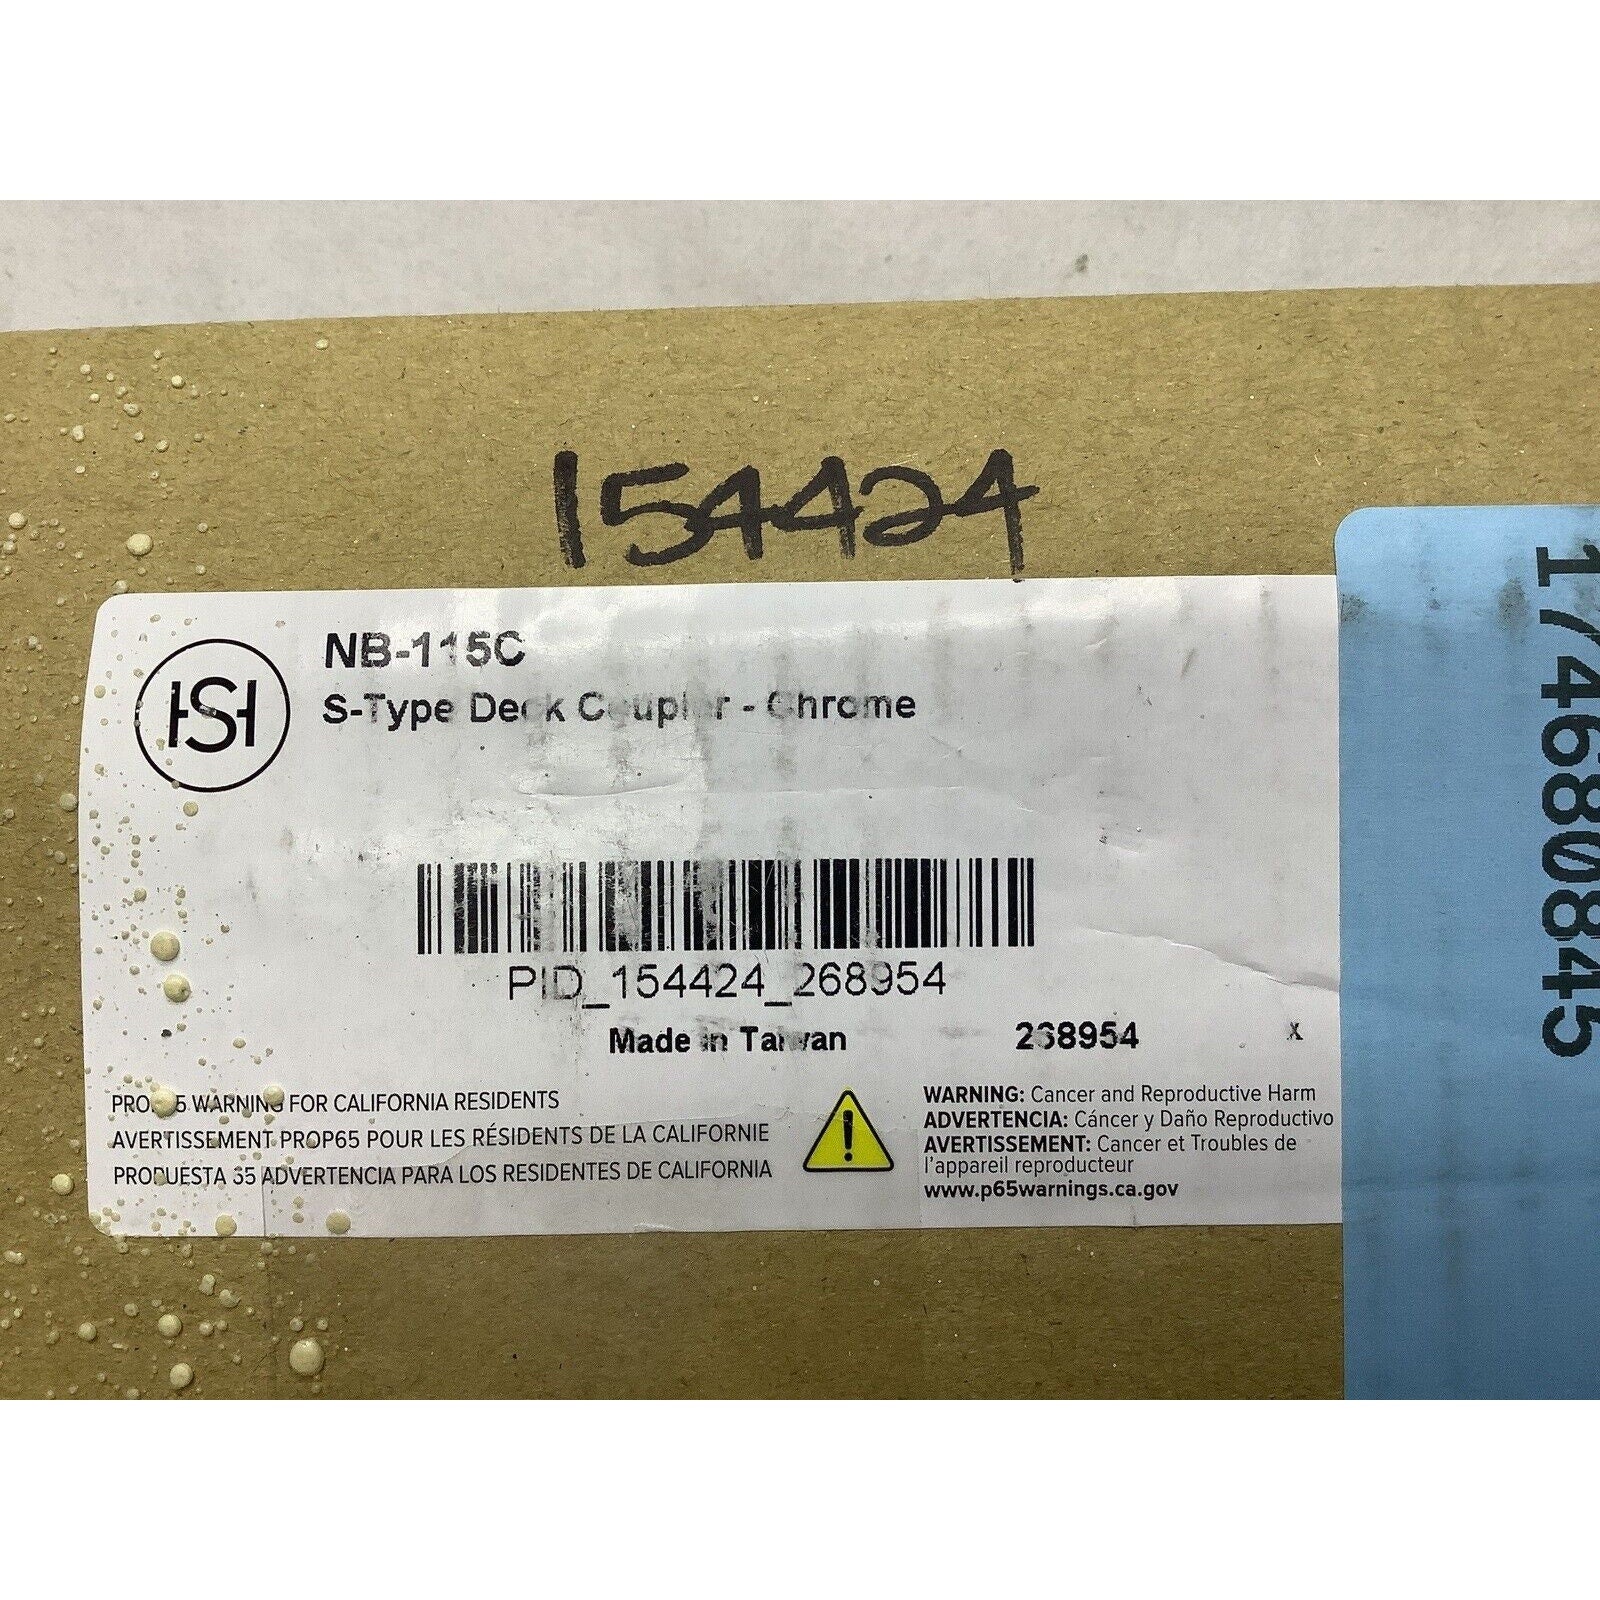 154424
HSH
NB-115C
S-Type Deck Coupler - Chrome
PID_154424_268954
Made in Taiwan
268954
X
PROP65 WARNING FOR CALIFORNIA RESIDENTS
AVERTISSEMENT PROP65 POUR LES RÉSIDENTS DE LA CALIFORNIE
PROPUESTA 65 ADVERTENCIA PARA LOS RESIDENTES DE CALIFORNIA
WARNING: Cancer and Reproductive Harm
ADVERTENCIA: Cáncer y Daño Reproductivo
AVERTISSEMENT: Cancer et Troubles de
l'appareil reproducteur
www.p65warnings.ca.gov
174680845